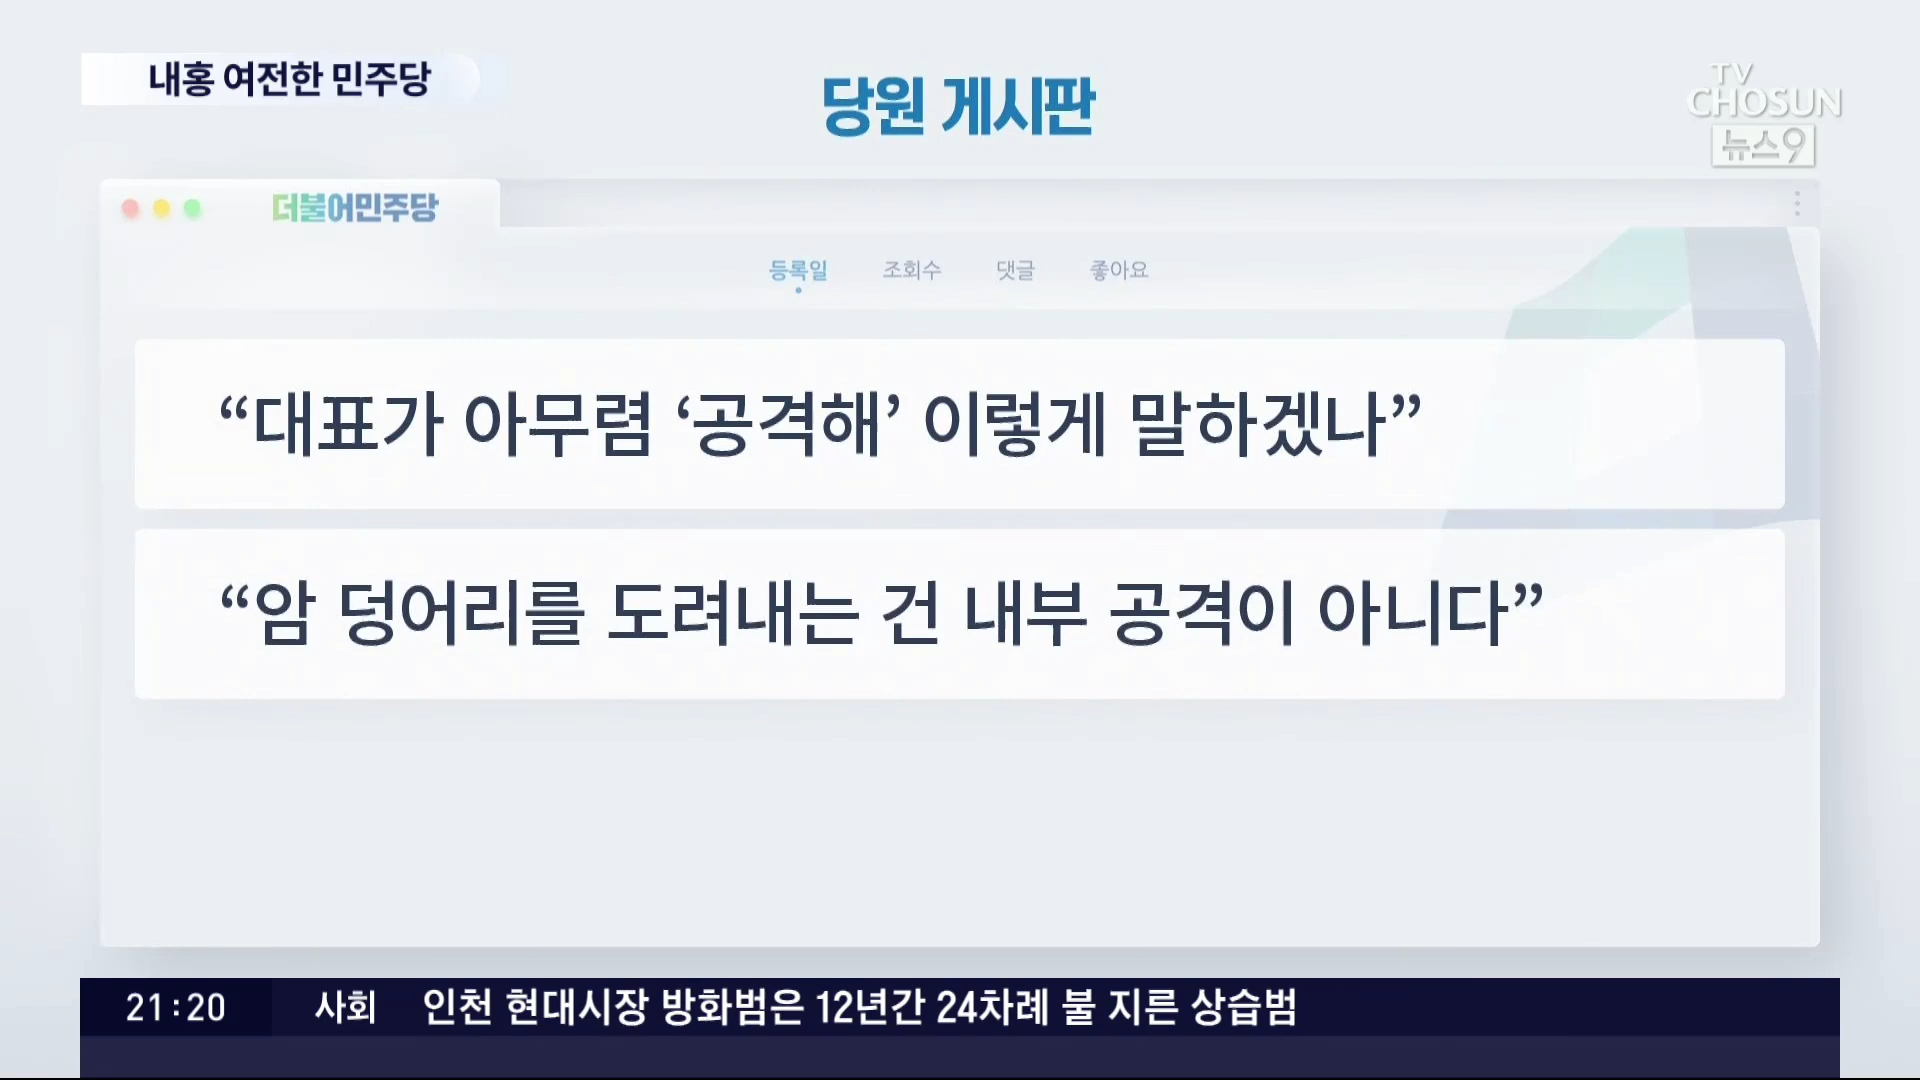 내홍 여전한 민주당
당원 게시판
TV
CHOSUN
뉴스9
더불어민주당
등록일 조회수 댓글 좋아요
“대표가 아무렴 ‘공격해’ 이렇게 말하겠나”
“암 덩어리를 도려내는 건 내부 공격이 아니다”
21:20 사회 인천 현대시장 방화범은 12년간 24차례 불 지른 상습범